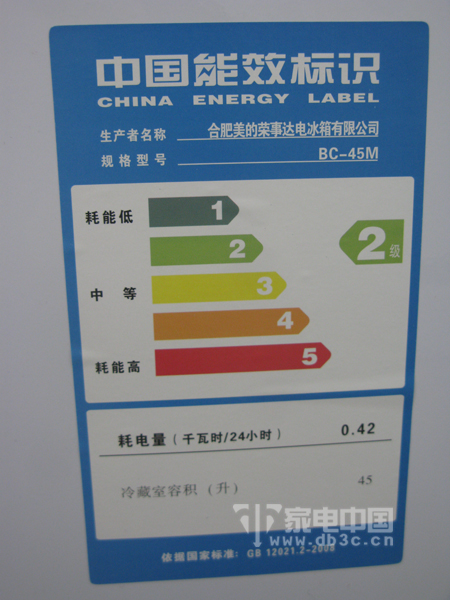 中国能效标识
CHINA ENERGY LABEL
生产者名称 合肥美的荣事达电冰箱有限公司
规格型号 BC-45M
耗能低 1
2 2级
中等 3
4
耗能高 5
耗电量（千瓦时/24小时） 0.42
冷藏室容积（升） 45
家电中国
www.db3c.cn
依据国家标准：GB 12021.2-2008